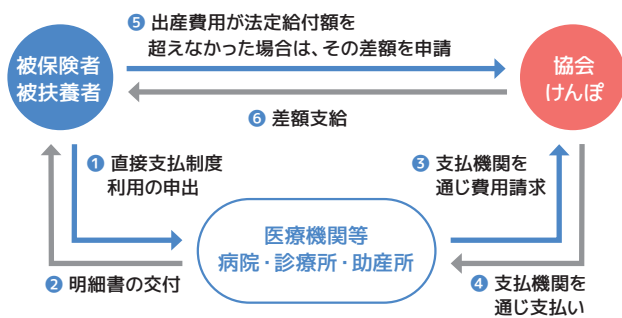 ❺ 出産費用が法定給付額を
超えなかった場合は、その差額を申請
被保険者
被扶養者
協会
けんぽ
❻ 差額支給
❶ 直接支払制度
利用の申出
❸ 支払機関を
通じ費用請求
医療機関等
病院・診療所・助産所
❷ 明細書の交付
❹ 支払機関を
通じ支払い